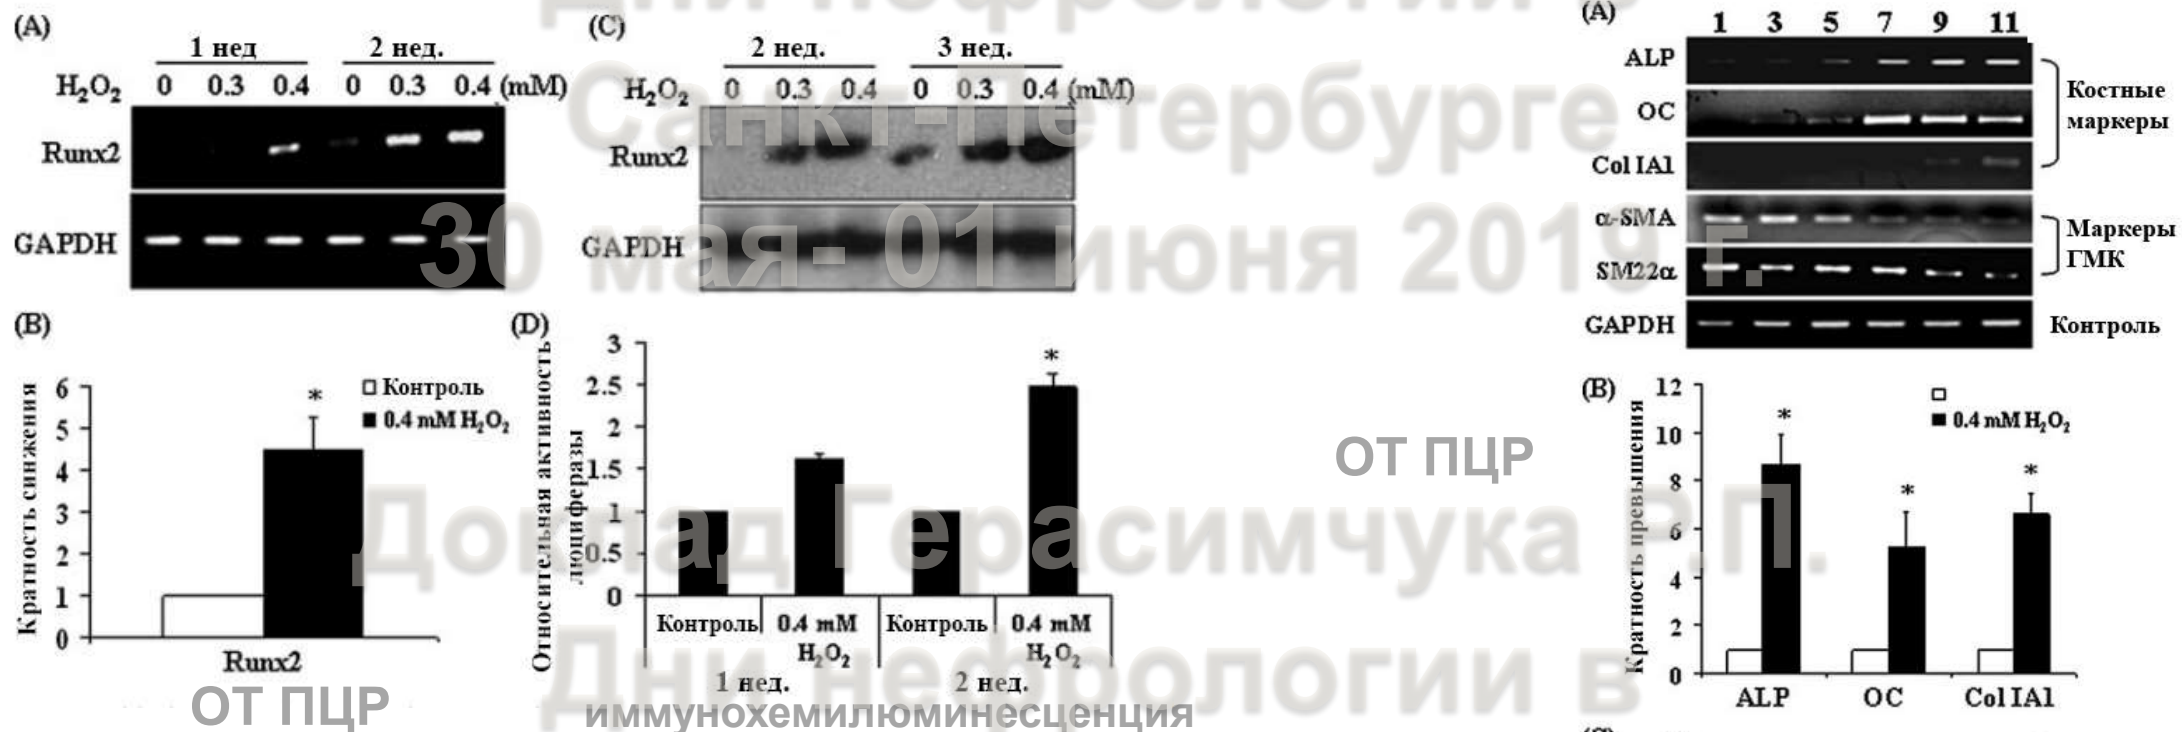 Дни нефрологии в
Санкт-Петербурге
30 мая- 01 июня 2019 г.
Доклад Герасимчука Р.П.
Дни нефрологии в
(A)
1 нед
2 нед.
H₂O₂ 0 0.3 0.4 0 0.3 0.4 (mM)
Runx2
GAPDH
(B)
Кратность синжения
6
5
4
3
2
1
0
* 
Контроль
0.4 mM H₂O₂
Runx2
ОТ ПЦР
(C)
2 нед.
3 нед.
H₂O₂ 0 0.3 0.4 0 0.3 0.4 (mM)
Runx2
GAPDH
(D)
Относительная активность
люциферазы
3
2.5
2
1.5
1
0.5
0
*
Контроль 0.4 mM Контроль 0.4 mM
H₂O₂ H₂O₂
1 нед. 2 нед.
иммунохемилюминесценция
ОТ ПЦР
(A)
1 3 5 7 9 11
ALP
OC
Col IA1
α-SMA
SM22α
GAPDH
Костные
маркеры
Маркеры
ГМК
Контроль
(B)
Кратность превышения
12
10
8
6
4
2
0
* * *
0.4 mM H₂O₂
ALP OC Col IA1